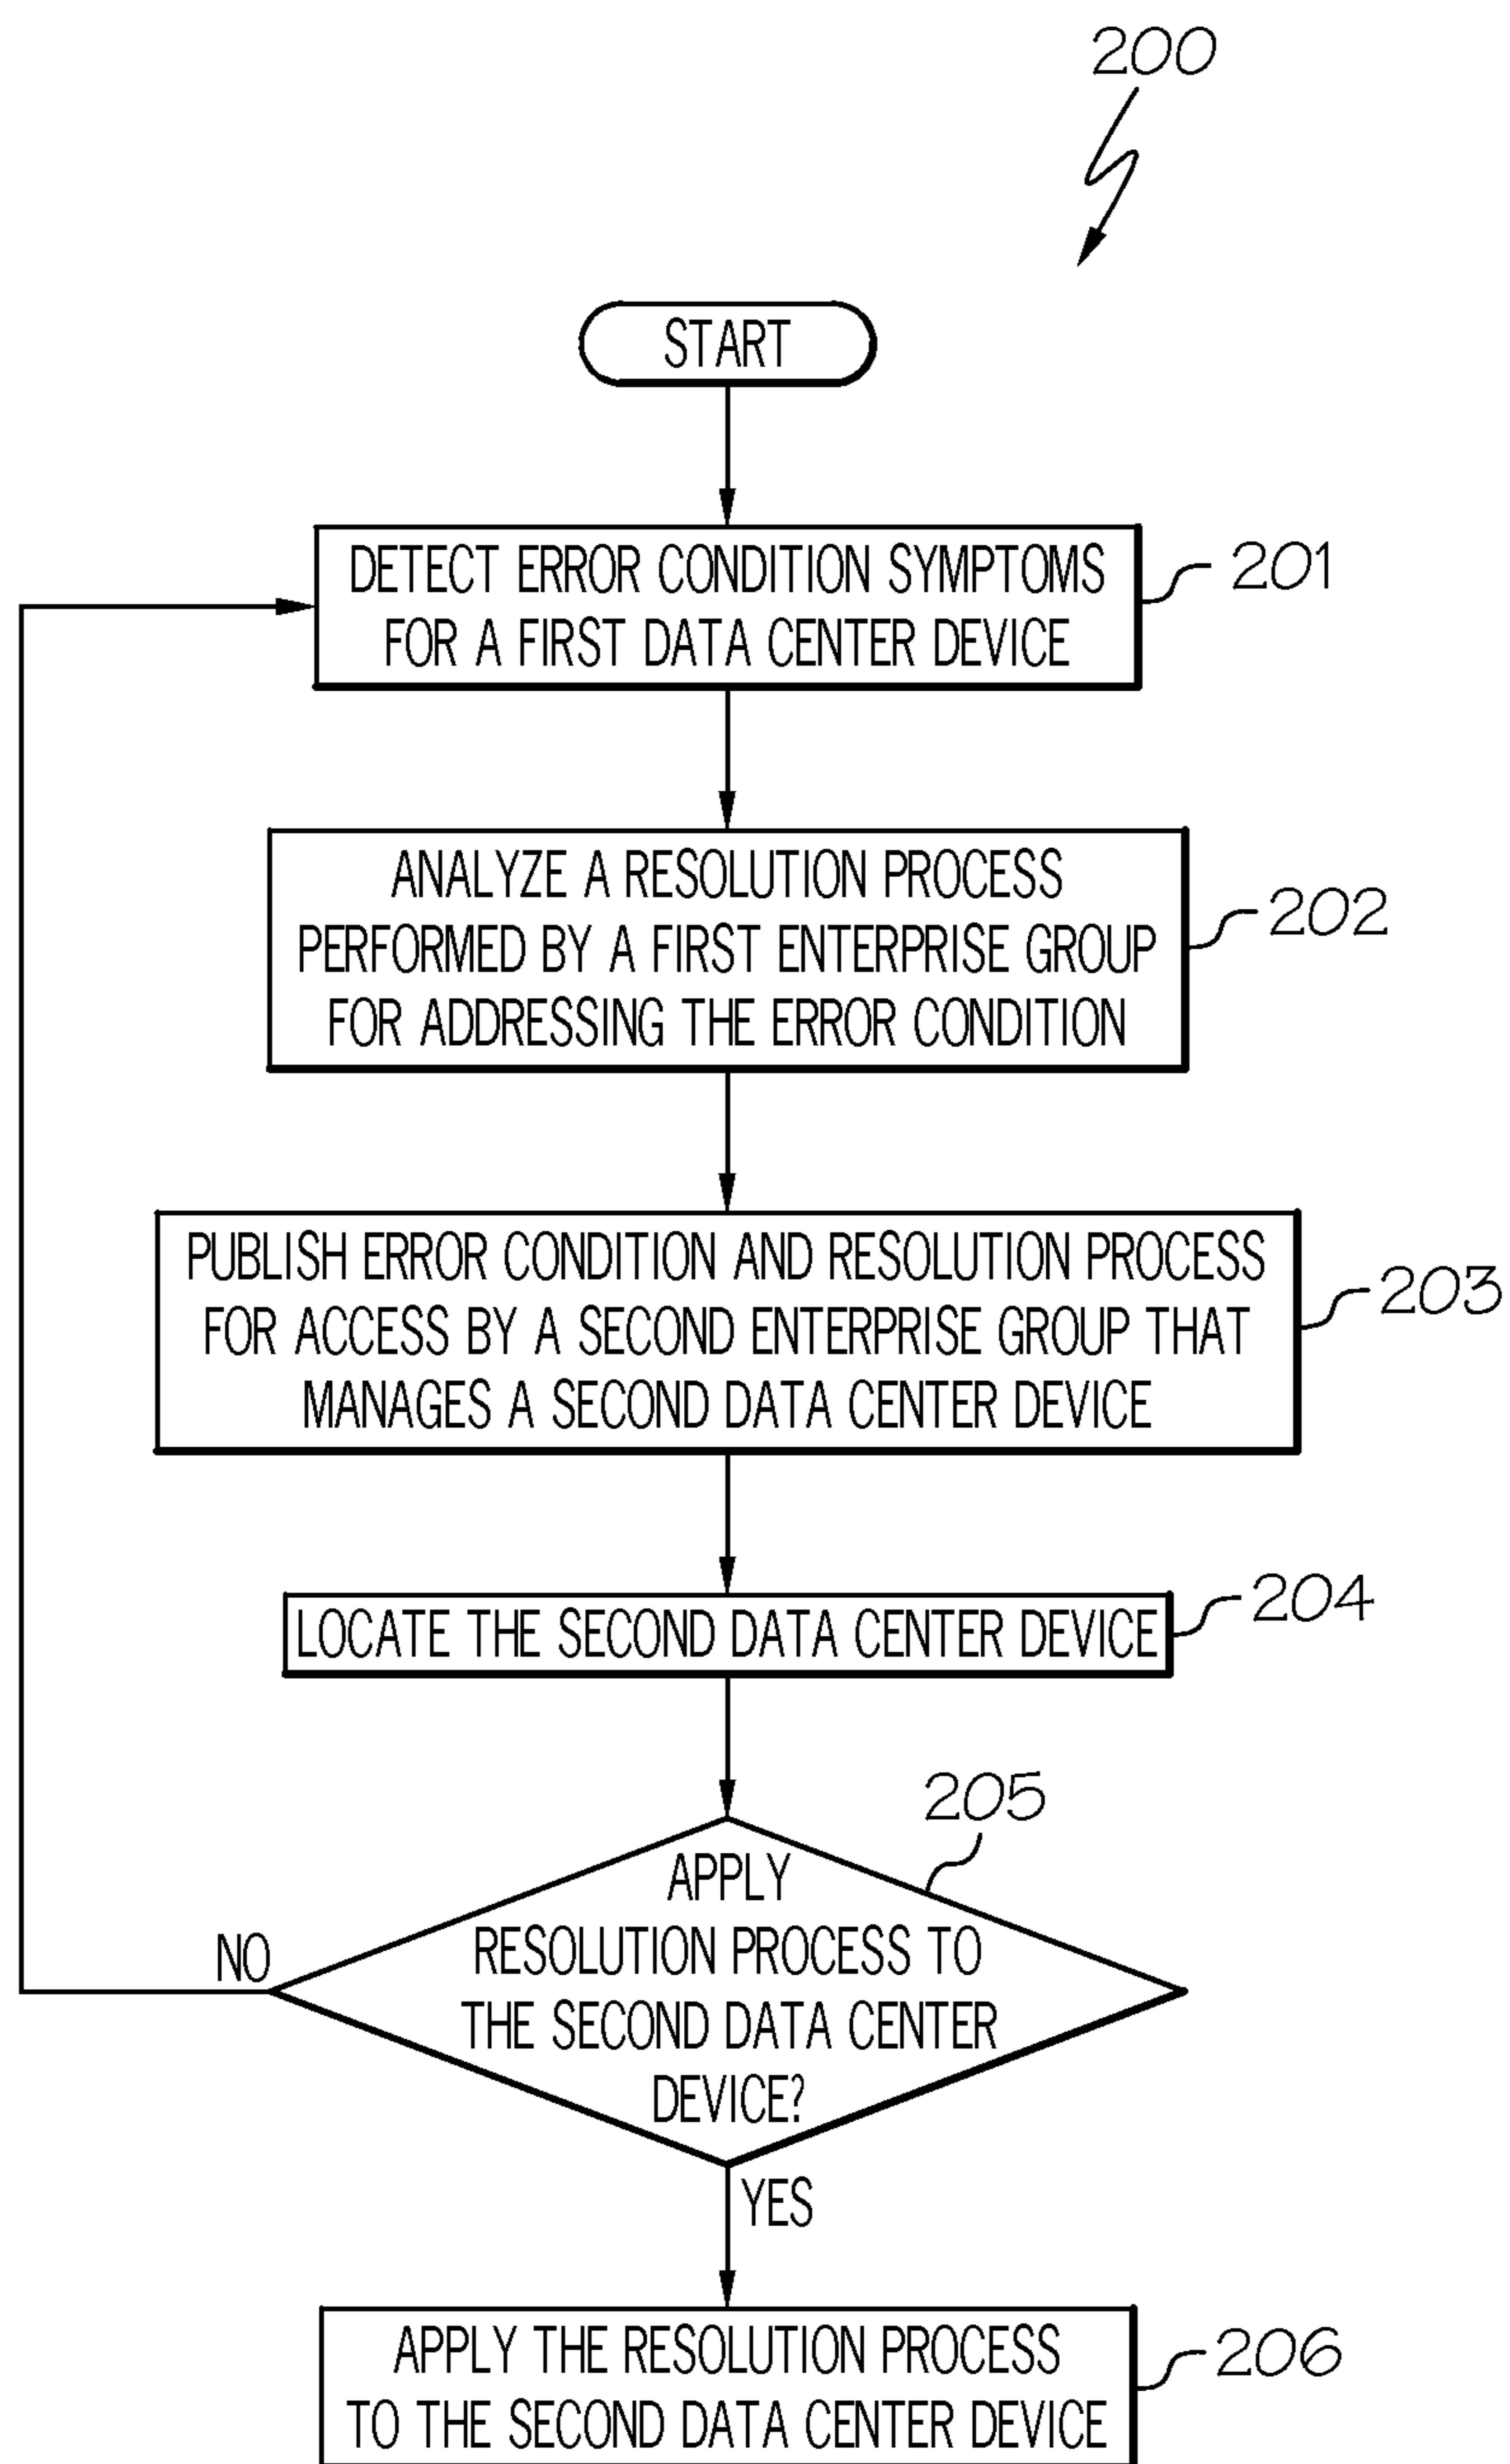 200
START
DETECT ERROR CONDITION SYMPTOMS
FOR A FIRST DATA CENTER DEVICE
201
ANALYZE A RESOLUTION PROCESS
PERFORMED BY A FIRST ENTERPRISE GROUP
FOR ADDRESSING THE ERROR CONDITION
202
PUBLISH ERROR CONDITION AND RESOLUTION PROCESS
FOR ACCESS BY A SECOND ENTERPRISE GROUP THAT
MANAGES A SECOND DATA CENTER DEVICE
203
LOCATE THE SECOND DATA CENTER DEVICE
204
205
APPLY
RESOLUTION PROCESS TO
THE SECOND DATA CENTER
DEVICE?
NO
YES
APPLY THE RESOLUTION PROCESS
TO THE SECOND DATA CENTER DEVICE
206